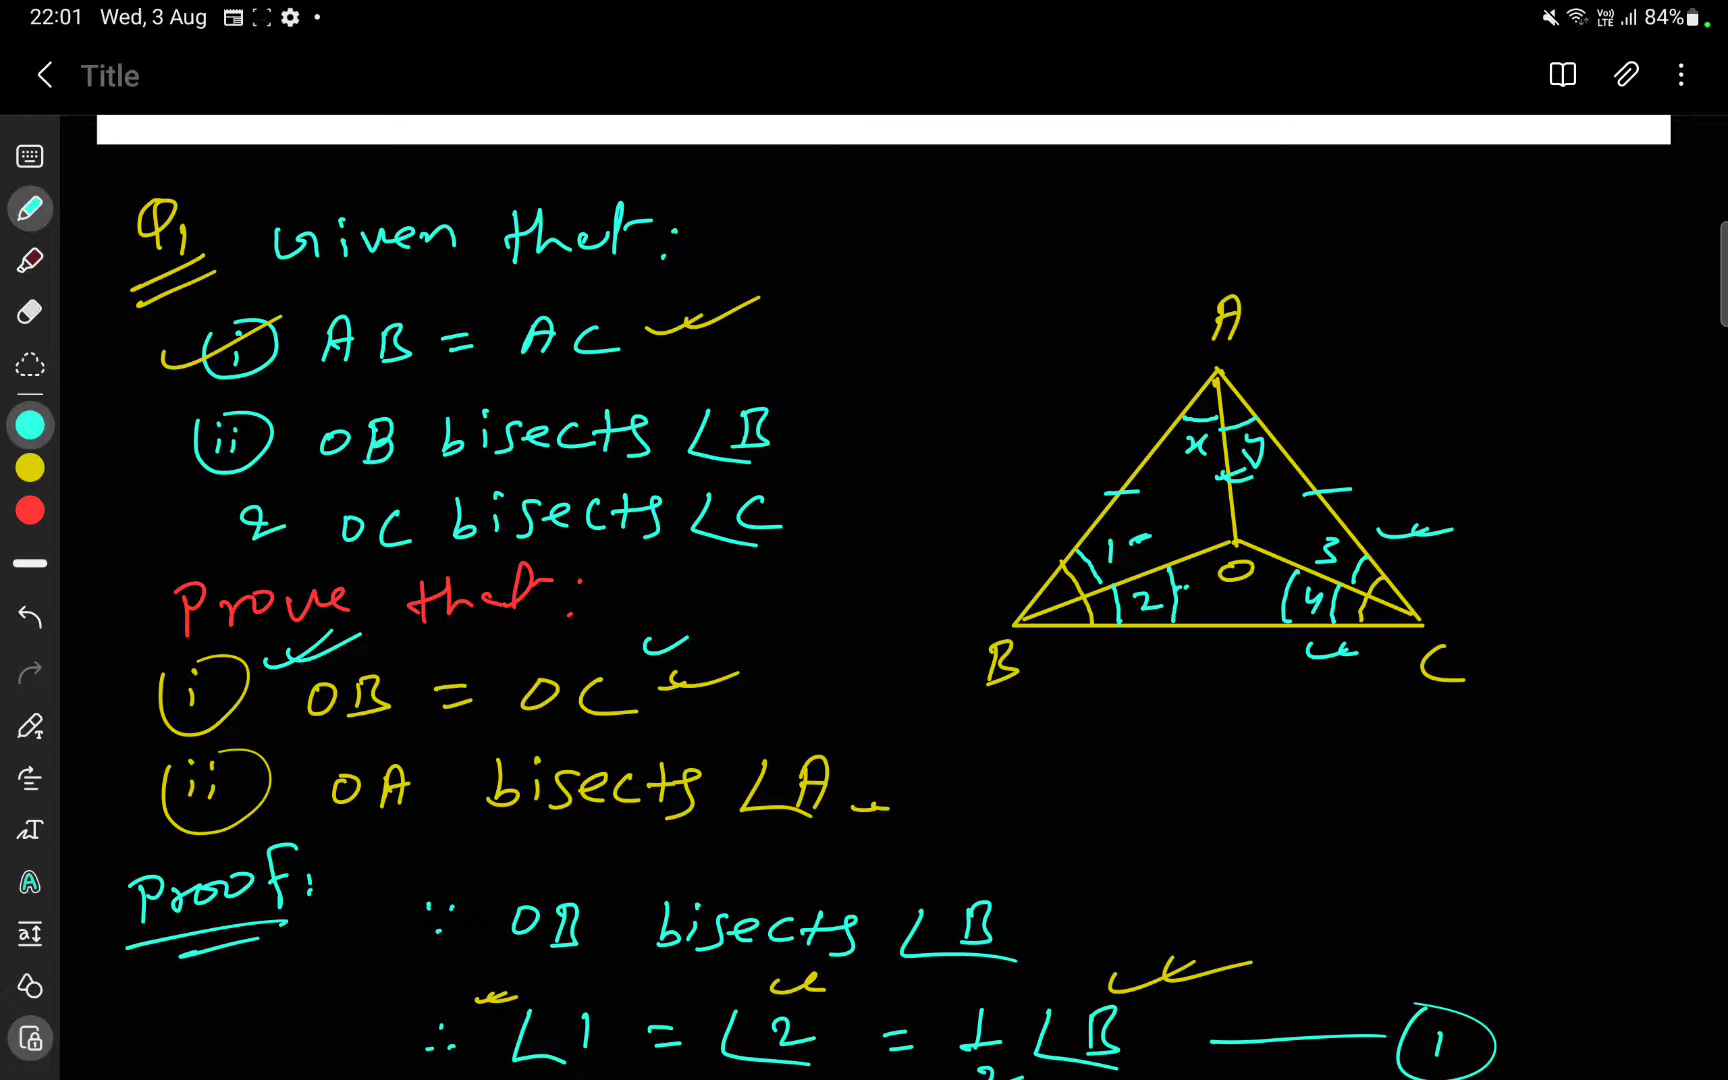 22:01 Wed, 3 Aug
84%
Title
Q1 Given that:
(i) AB = AC
(ii) OB bisects ∠B
& OC bisects ∠C
Prove that:
(i) OB = OC
(ii) OA bisects ∠A
Proof:
∵ OB bisects ∠B
∴ ∠1 = ∠2 = 1/2 ∠B — 1
A
x y
1 3
2 O 4
B C